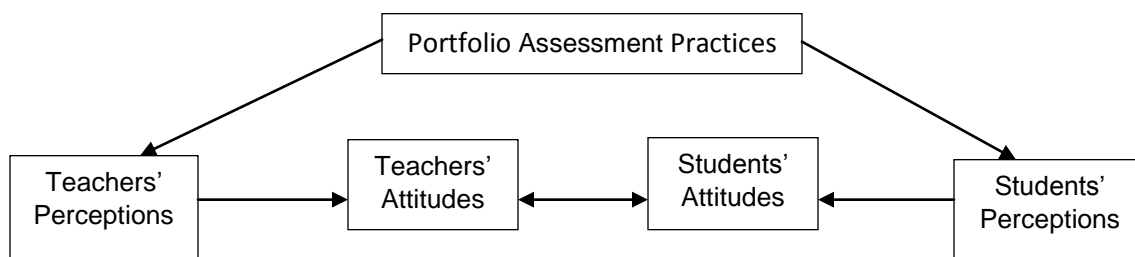 Portfolio Assessment Practices
Teachers’
Perceptions
Teachers’
Attitudes
Students’
Attitudes
Students’
Perceptions